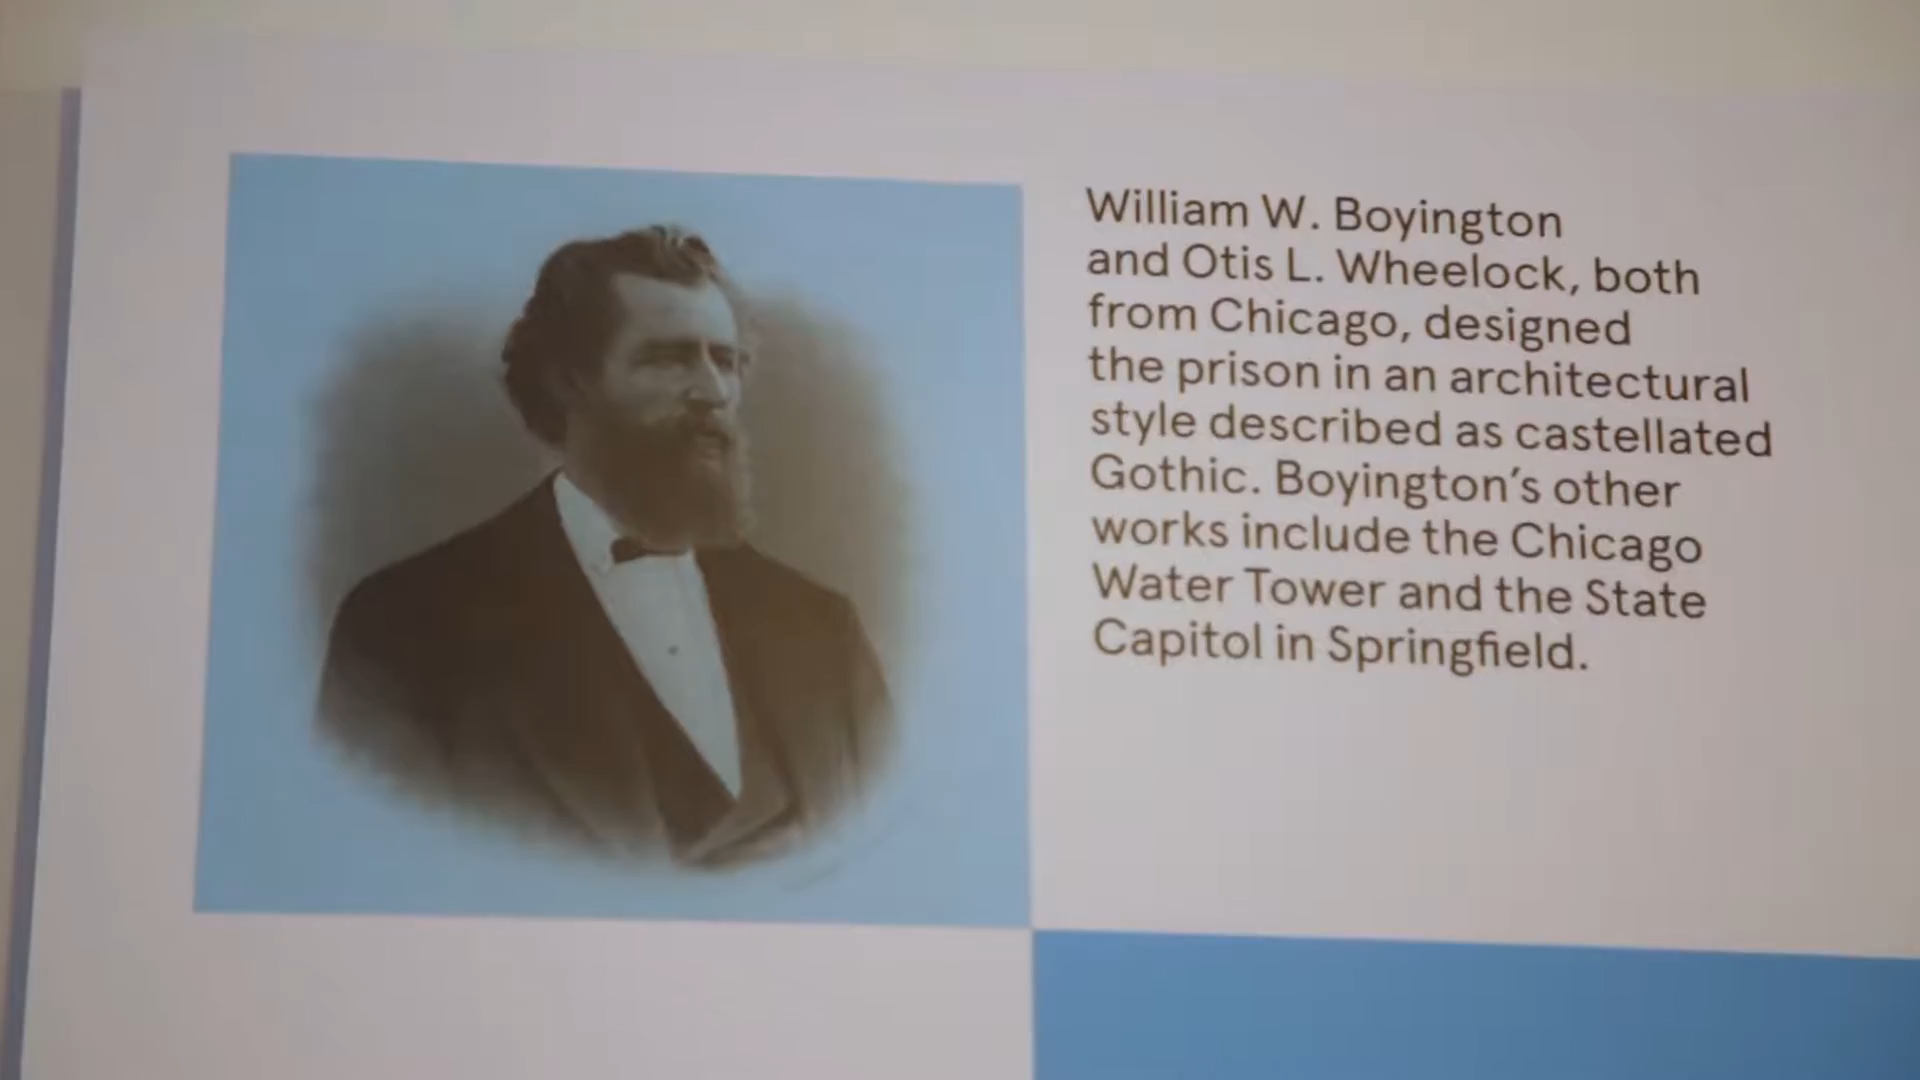 William W. Boyington
and Otis L. Wheelock, both
from Chicago, designed
the prison in an architectural
style described as castellated
Gothic. Boyington’s other
works include the Chicago
Water Tower and the State
Capitol in Springfield.